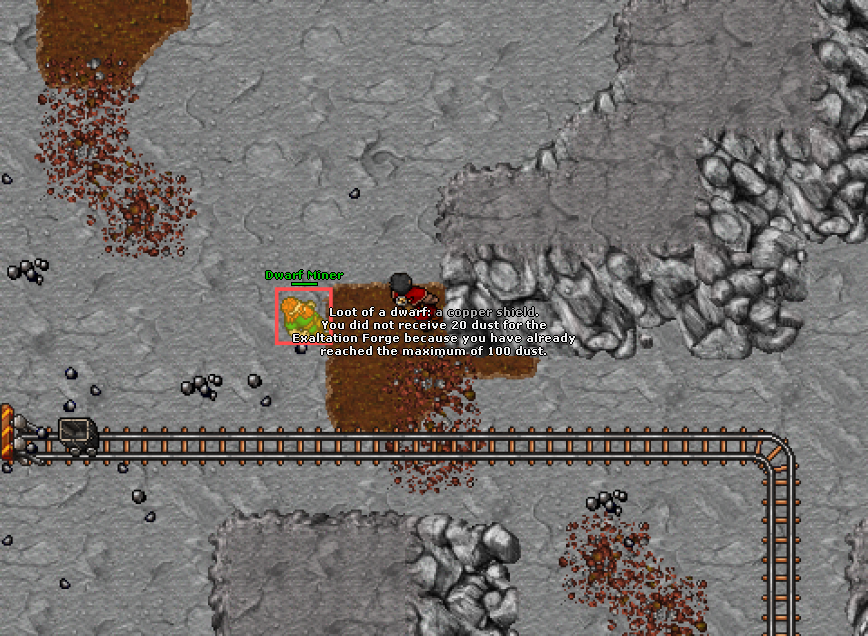 Dwarf Miner
Loot of a dwarf: a copper shield.
You did not receive 20 dust for the
Exaltation Forge because you have already
reached the maximum of 100 dust.